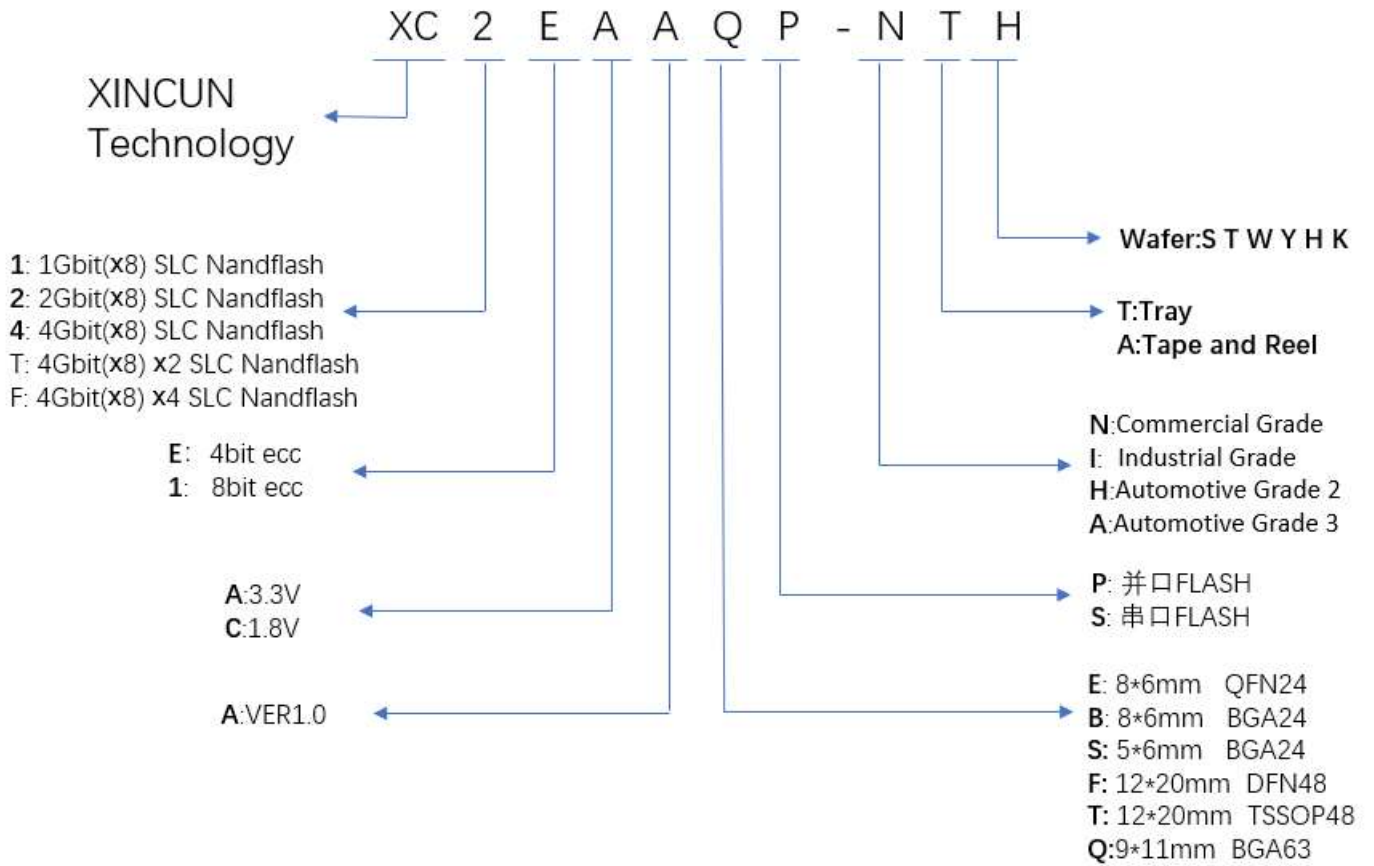 XC 2 E A A Q P - N T H
XINCUN
Technology
1: 1Gbit(x8) SLC Nandflash
2: 2Gbit(x8) SLC Nandflash
4: 4Gbit(x8) SLC Nandflash
T: 4Gbit(x8) x2 SLC Nandflash
F: 4Gbit(x8) x4 SLC Nandflash
E: 4bit ecc
1: 8bit ecc
A:3.3V
C:1.8V
A:VER1.0
Wafer:S T W Y H K
T:Tray
A:Tape and Reel
N:Commercial Grade
I: Industrial Grade
H:Automotive Grade 2
A:Automotive Grade 3
P: 并口FLASH
S: 串口FLASH
E: 8*6mm QFN24
B: 8*6mm BGA24
S: 5*6mm BGA24
F: 12*20mm DFN48
T: 12*20mm TSSOP48
Q:9*11mm BGA63